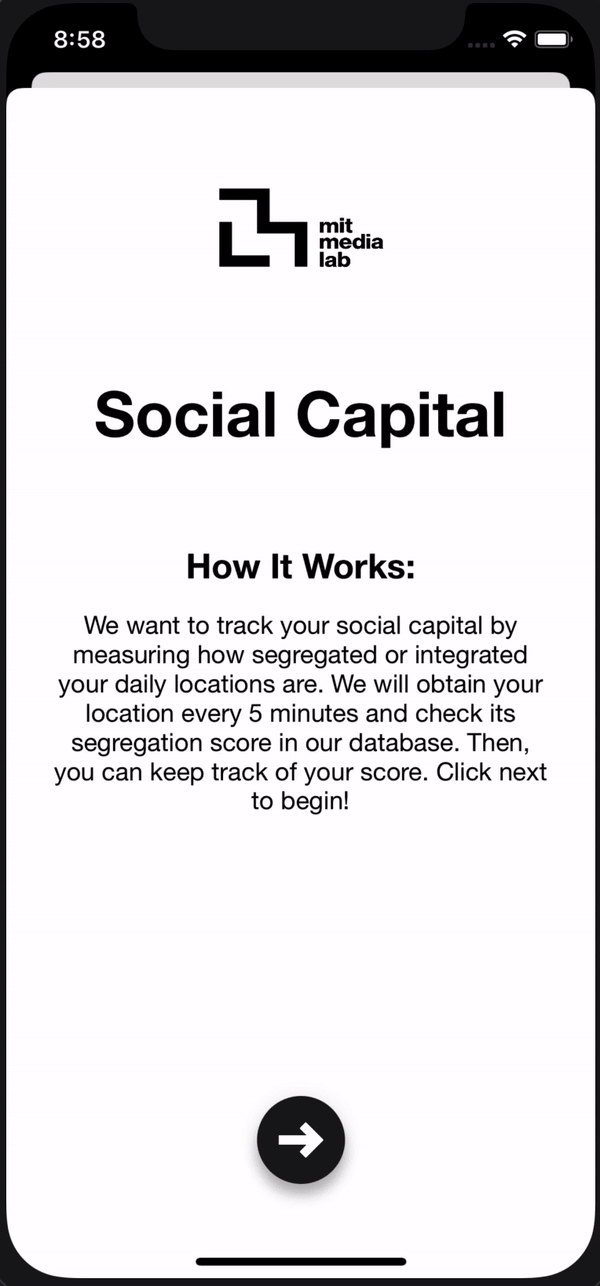 8:58
mit
media
lab
Social Capital
How It Works:
We want to track your social capital by
measuring how segregated or integrated
your daily locations are. We will obtain your
location every 5 minutes and check its
segregation score in our database. Then,
you can keep track of your score. Click next
to begin!